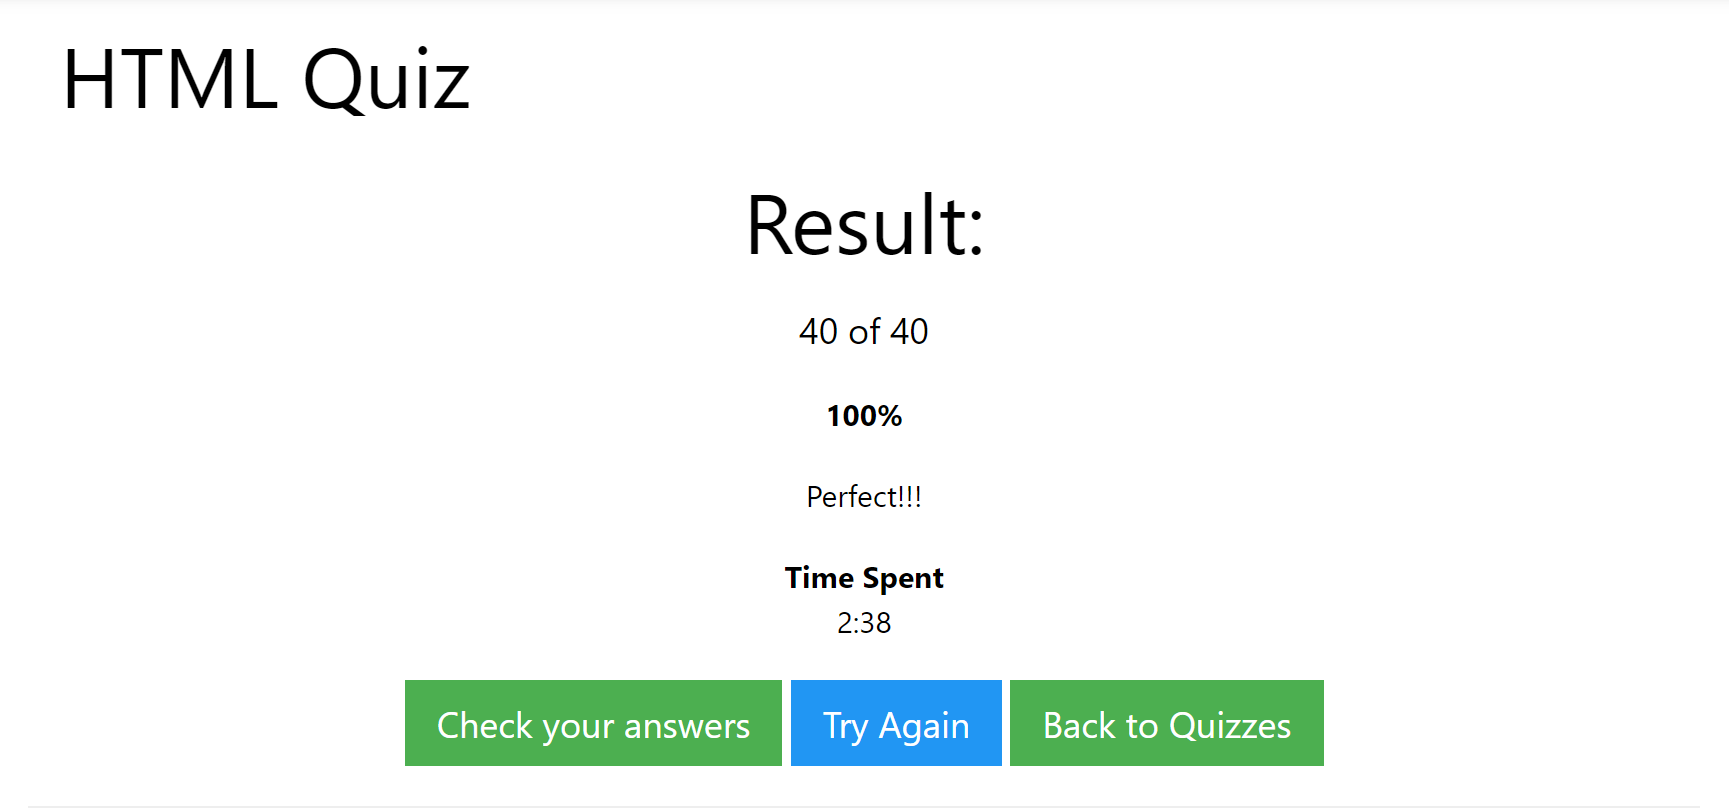 HTML Quiz
Result:
40 of 40
100%
Perfect!!!
Time Spent
2:38
Check your answers
Try Again
Back to Quizzes